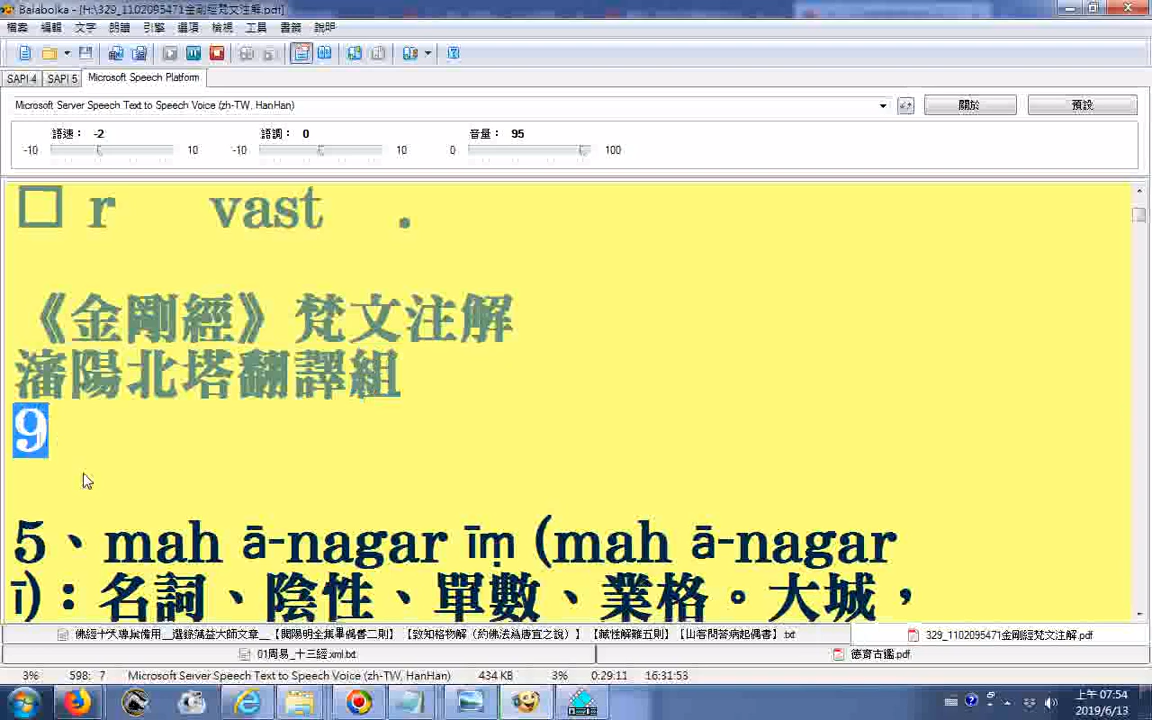 Balabolka - [H:\329_1102095471金剛經梵文注解.pdf]
檔案 編輯 文字 朗讀 引擎 選項 檢視 工具 書籤 說明
SAPI 4 SAPI 5 Microsoft Speech Platform
Microsoft Server Speech Text to Speech Voice (zh-TW, HanHan) 關於 預設
語速： -2 語調： 0 音量： 95
-10 10 -10 10 0 100
□ r vast .
《金剛經》梵文注解
瀋陽北塔翻譯組
9
5、mah ā-nagar īṃ (mah ā-nagar
ī)：名詞、陰性、單數、業格。大城，
329_1102095471金剛經梵文注解.pdf
01周易_十三經.xml.txt 德育古鑑.pdf
3% 598: 7 Microsoft Server Speech Text to Speech Voice (zh-TW, HanHan) 434 KB 3% 0:29:11 16:31:53
上午 07:54
2019/6/13